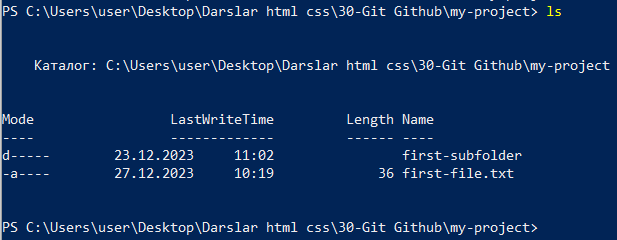 PS C:\Users\user\Desktop\Darslar html css\30-Git Github\my-project> ls
Каталог: C:\Users\user\Desktop\Darslar html css\30-Git Github\my-project
Mode LastWriteTime Length Name
---- ------------- ------ ----
d----- 23.12.2023 11:02 first-subfolder
-a---- 27.12.2023 10:19 36 first-file.txt
PS C:\Users\user\Desktop\Darslar html css\30-Git Github\my-project>